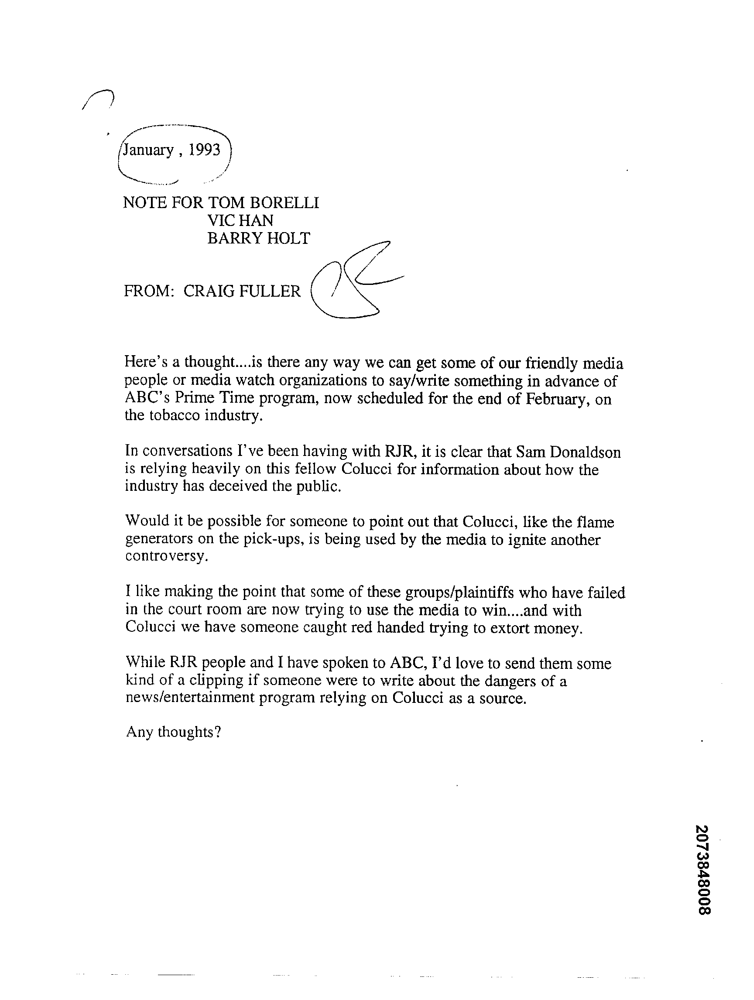 January , 1993
NOTE FOR TOM BORELLI
VIC HAN
BARRY HOLT
FROM: CRAIG FULLER
Here's a thought....is there any way we can get some of our friendly media
people or media watch organizations to say/write something in advance of
ABC's Prime Time program, now scheduled for the end of February, on
the tobacco industry.
In conversations I've been having with RJR, it is clear that Sam Donaldson
is relying heavily on this fellow Colucci for information about how the
industry has deceived the public.
Would it be possible for someone to point out that Colucci, like the flame
generators on the pick-ups, is being used by the media to ignite another
controversy.
I like making the point that some of these groups/plaintiffs who have failed
in the court room are now trying to use the media to win....and with
Colucci we have someone caught red handed trying to extort money.
While RJR people and I have spoken to ABC, I'd love to send them some
kind of a clipping if someone were to write about the dangers of a
news/entertainment program relying on Colucci as a source.
Any thoughts?
2073848008